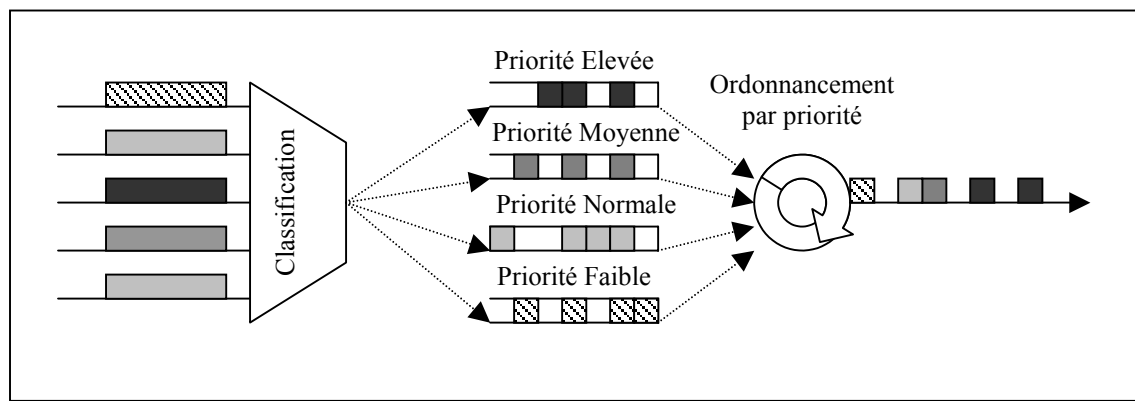 Classification
Priorité Elevée
Priorité Moyenne
Priorité Normale
Priorité Faible
Ordonnancement
par priorité